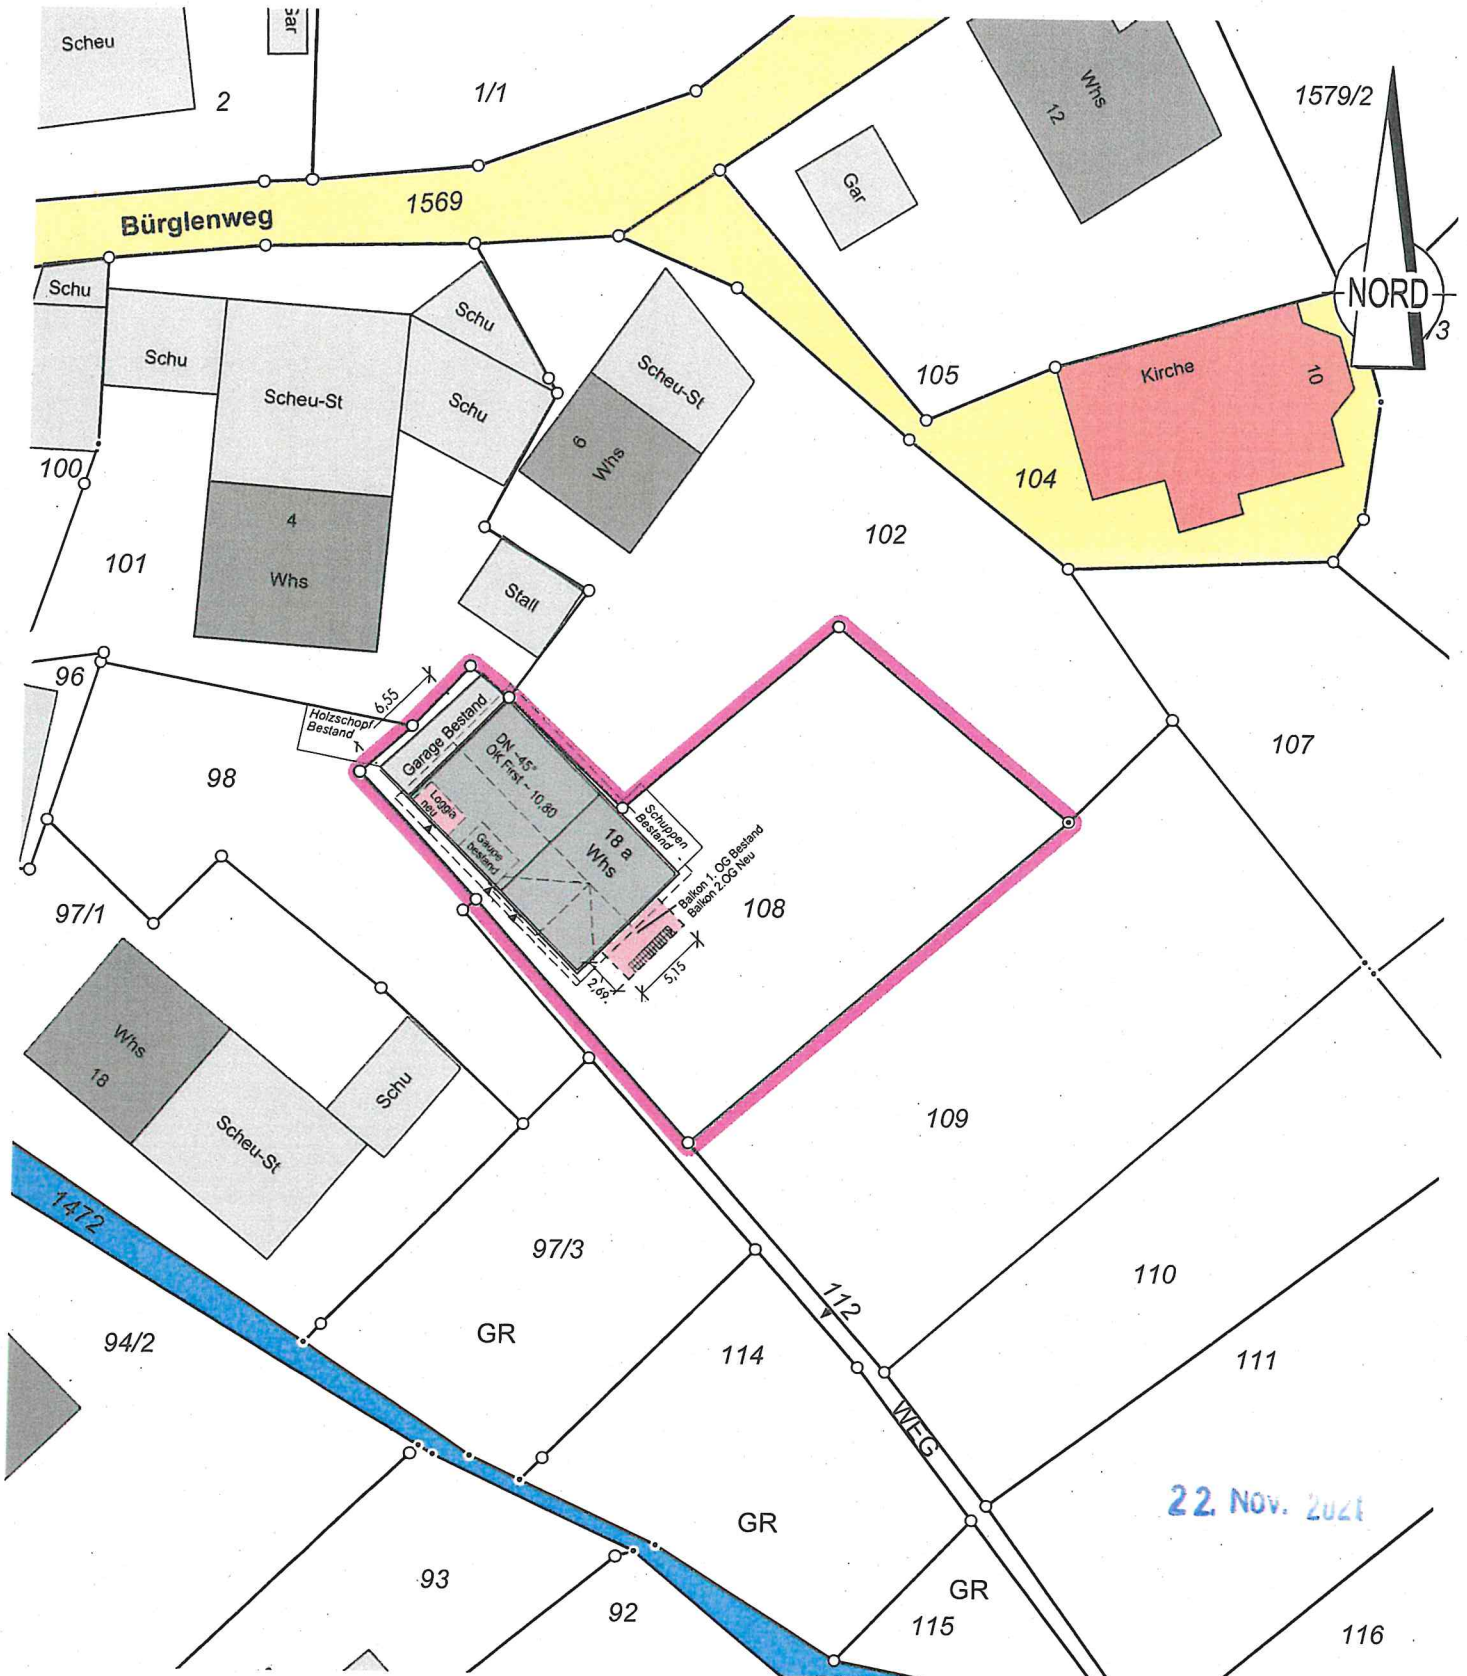 Scheu
Gar
2
1/1
Whs
12
1579/2
Gar
1569
Bürglenweg
NORD
/3
Schu
Schu
Schu
Scheu-St
Schu
Scheu-St
6
Whs
105
Kirche
10
100
104
4
Whs
102
101
Stall
96
6,55
Holzschopf
Bestand
Garage Bestand
DN ~45°
OK First ~ 10,80
107
98
Loggia
neu
Gaupe
bestand
18 a
Whs
Schuppen
Bestand
Balkon 1. OG Bestand
Balkon 2.OG Neu
108
97/1
2,69
5,15
Whs
18
Schu
Scheu-St
109
1472
97/3
110
112
94/2
GR
114
111
WEG
22. Nov.
GR
93
GR
92
115
116